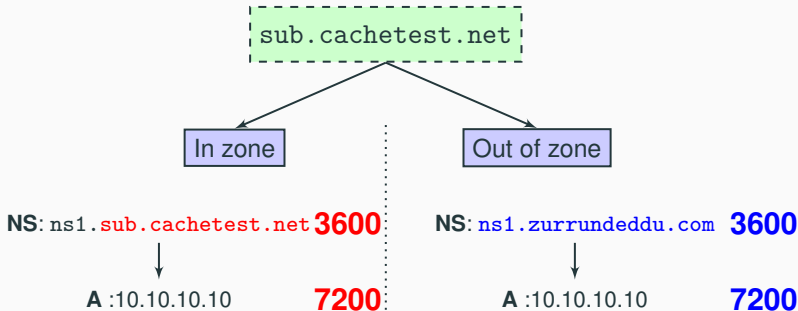 sub.cachetest.net
In zone
Out of zone
NS: ns1.sub.cachetest.net 3600
NS: ns1.zurrundeddu.com 3600
A :10.10.10.10 7200
A :10.10.10.10 7200